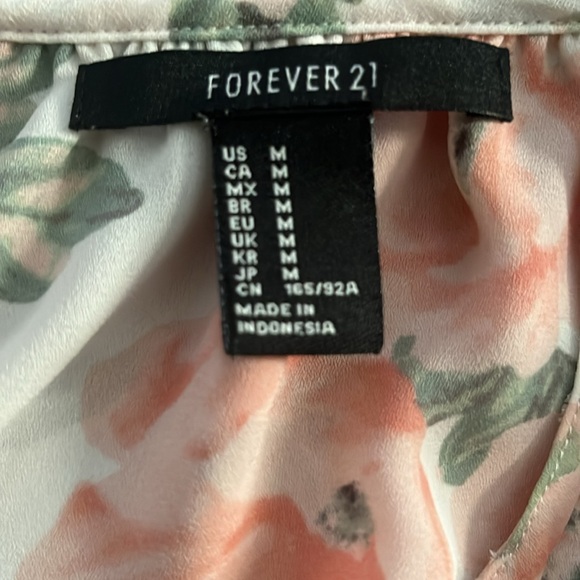 FOREVER 21
US M
CA M
MX M
BR M
EU M
UK M
KR M
JP M
CN 165/92A
MADE IN
INDONESIA